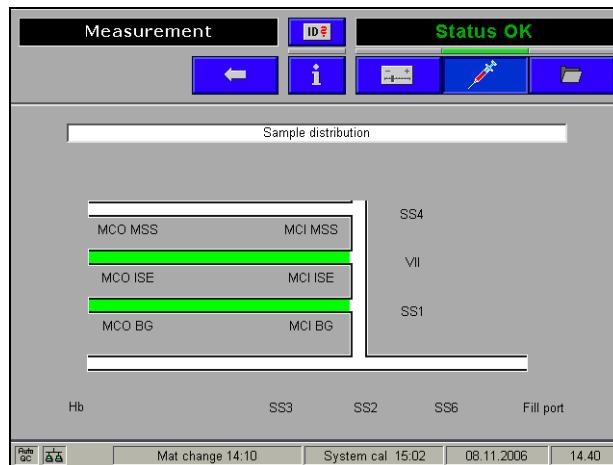 Measurement
ID?
Status OK
i
Sample distribution
SS4
MCO MSS MCI MSS
VII
MCO ISE MCI ISE
SS1
MCO BG MCI BG
Hb SS3 SS2 SS6 Fill port
Auto QC Mat change 14:10 System cal 15:02 08.11.2006 14.40